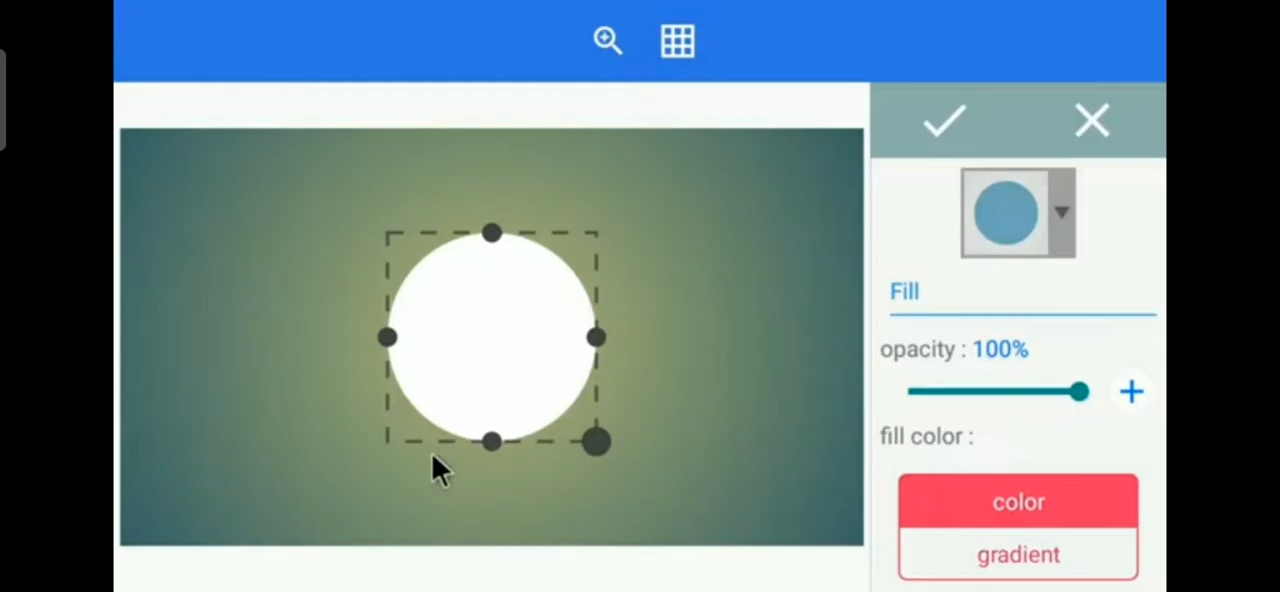 Fill
opacity : 100%
fill color :
color
gradient